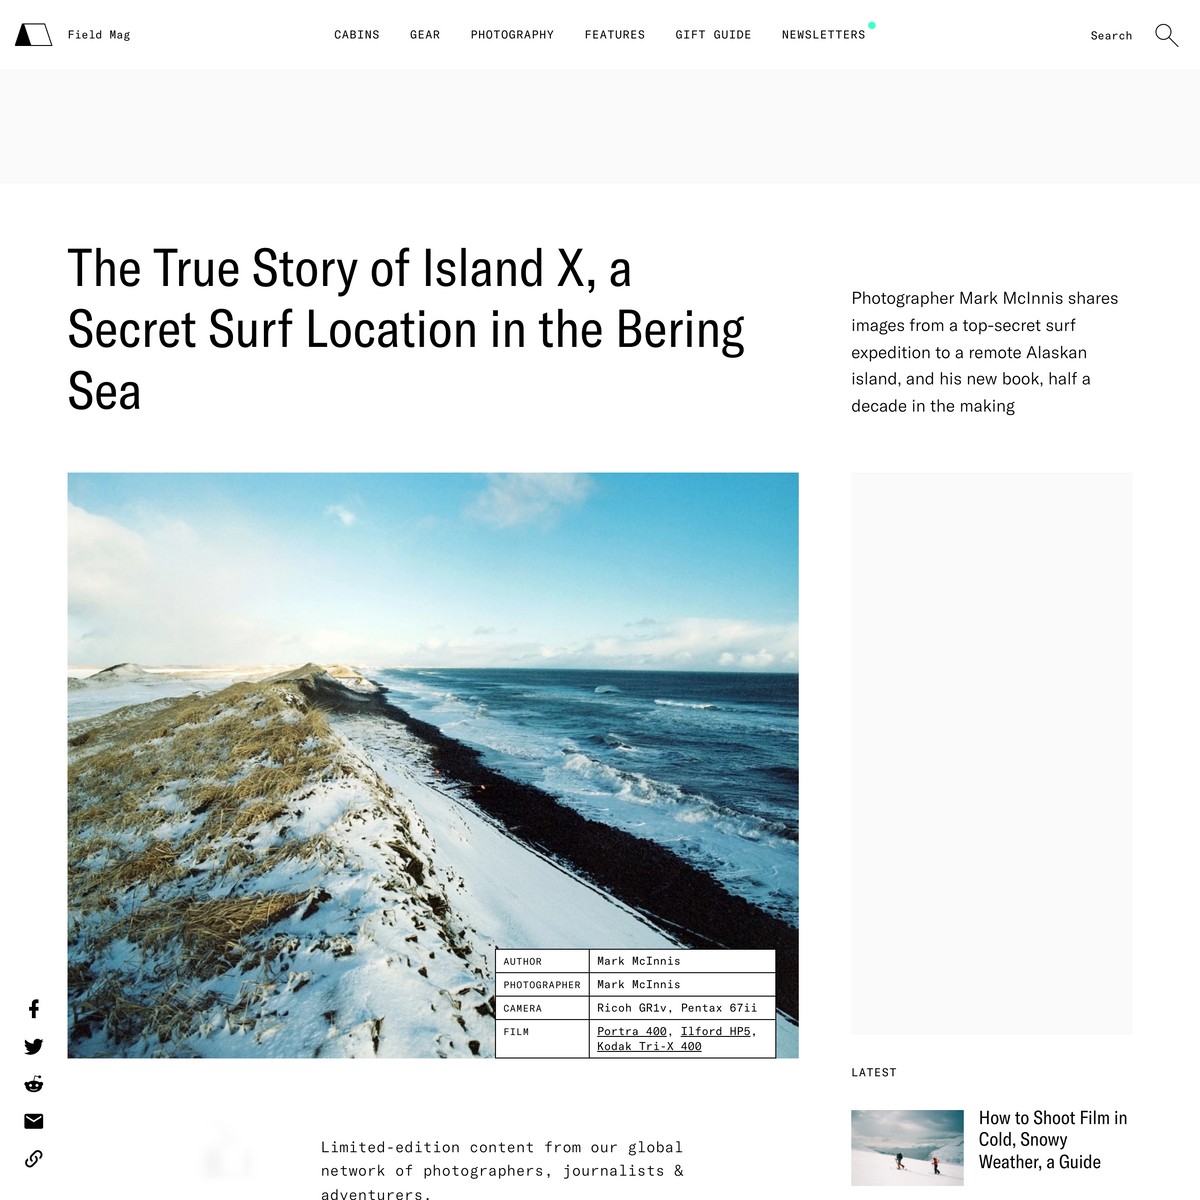 Field Mag
CABINS GEAR PHOTOGRAPHY FEATURES GIFT GUIDE NEWSLETTERS
Search
The True Story of Island X, a
Secret Surf Location in the Bering
Sea
Photographer Mark McInnis shares
images from a top-secret surf
expedition to a remote Alaskan
island, and his new book, half a
decade in the making
AUTHOR Mark McInnis
PHOTOGRAPHER Mark McInnis
CAMERA Ricoh GR1v, Pentax 67ii
FILM Portra 400, Ilford HP5,
Kodak Tri-X 400
LATEST
How to Shoot Film in
Cold, Snowy
Weather, a Guide
Limited-edition content from our global
network of photographers, journalists &
adventurers.